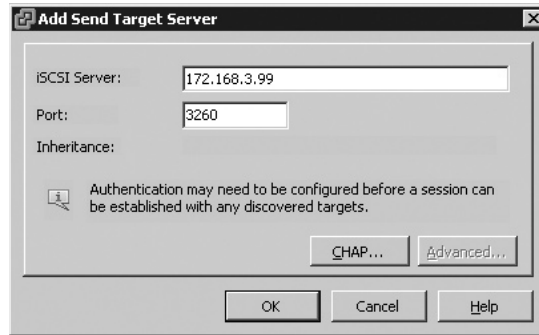 Add Send Target Server
iSCSI Server:
172.168.3.99
Port:
3260
Inheritance:
Authentication may need to be configured before a session can
be established with any discovered targets.
CHAP...
Advanced...
OK
Cancel
Help